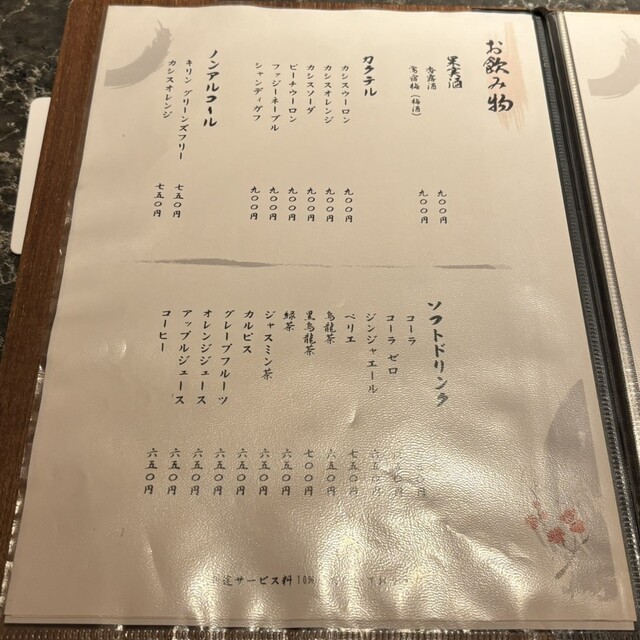 お飲み物
果実酒
杏露酒 九〇〇円
九〇〇円
カクテル
カシスウーロン 九〇〇円
カシスオレンジ 九〇〇円
カシスソーダ 九〇〇円
ピーチウーロン 九〇〇円
ファジーネーブル 九〇〇円
シャンディガフ 九〇〇円
ノンアルコール
キリン グリーンズフリー 七五〇円
カシスオレンジ 七五〇円
ソフトドリンク
コーラ
コーラ ゼロ
ジンジャエール 六五〇円
ペリエ 七五〇円
烏龍茶 六五〇円
黒烏龍茶 七〇〇円
緑茶 六五〇円
ジャスミン茶 六五〇円
カルピス 六五〇円
グレープフルーツ 六五〇円
オレンジジュース 六五〇円
アップルジュース 六五〇円
コーヒー 六五〇円
サービス料10%